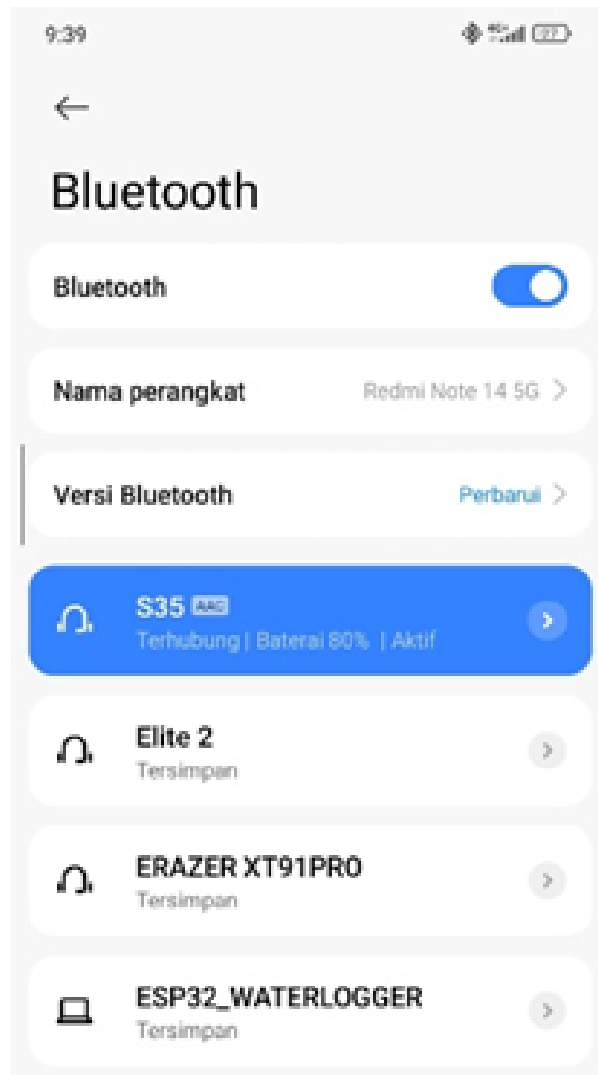 9:39
Bluetooth
Bluetooth
Nama perangkat Redmi Note 14 5G
Versi Bluetooth Perbarui
S35 AAC
Terhubung | Baterai 80% | Aktif
Elite 2
Tersimpan
ERAZER XT91PRO
Tersimpan
ESP32_WATERLOGGER
Tersimpan